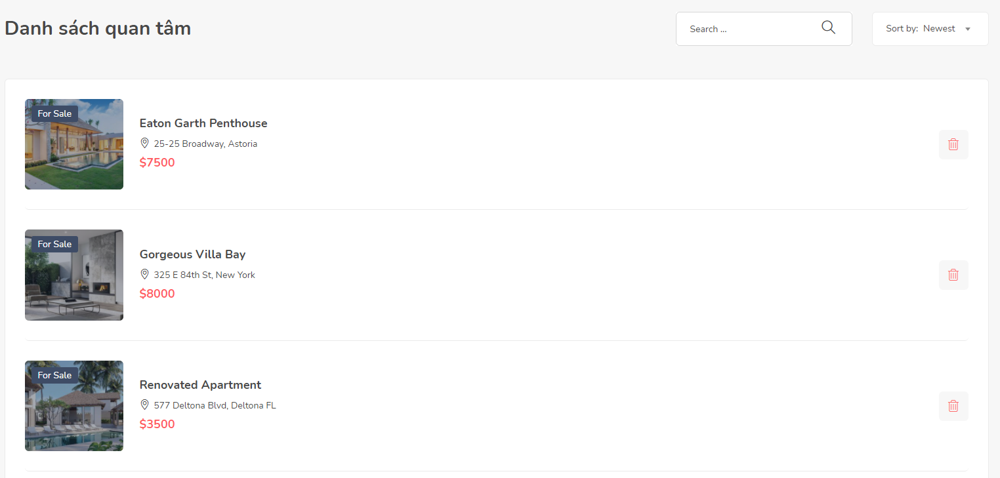 Danh sách quan tâm
Search ...
Sort by: Newest
For Sale
Eaton Garth Penthouse
25-25 Broadway, Astoria
$7500
For Sale
Gorgeous Villa Bay
325 E 84th St, New York
$8000
For Sale
Renovated Apartment
577 Deltona Blvd, Deltona FL
$3500